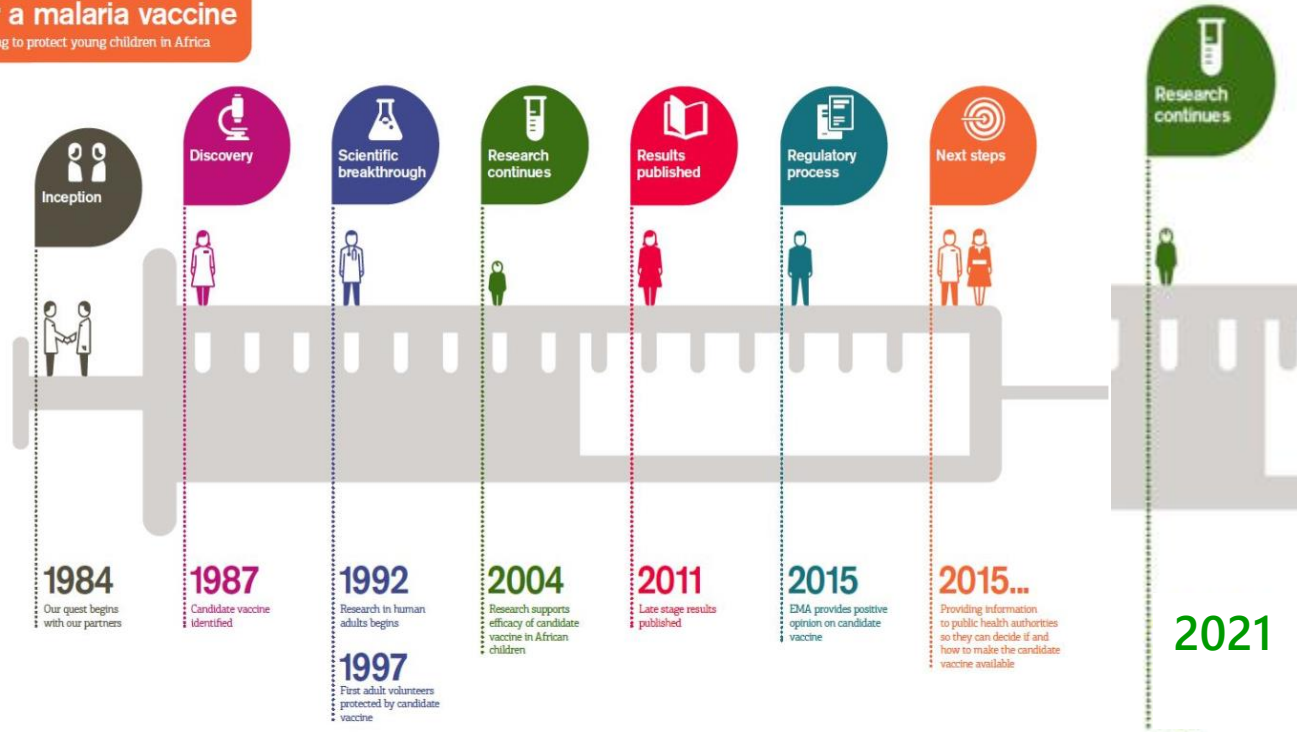 a malaria vaccine
to protect young children in Africa
Inception
Discovery
Scientific
breakthrough
Research
continues
Results
published
Regulatory
process
Next steps
Research
continues
1984
Our quest begins
with our partners
1987
Candidate vaccine
identified
1992
Research in human
adults begins
1997
First adult volunteers
protected by candidate
vaccine
2004
Research supports
efficacy of candidate
vaccine in African
children
2011
Late stage results
published
2015
EMA provides positive
opinion on candidate
vaccine
2015...
Providing information
to public health authorities
so they can decide if and
how to make the candidate
vaccine available
2021